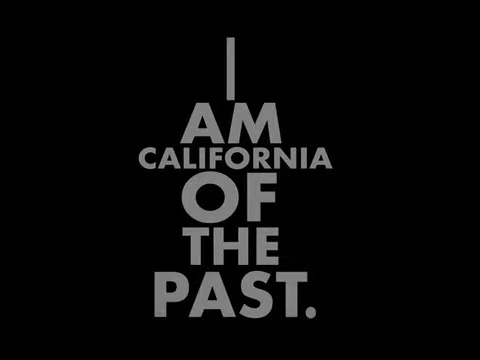 I
AM
CALIFORNIA
OF
THE
PAST.